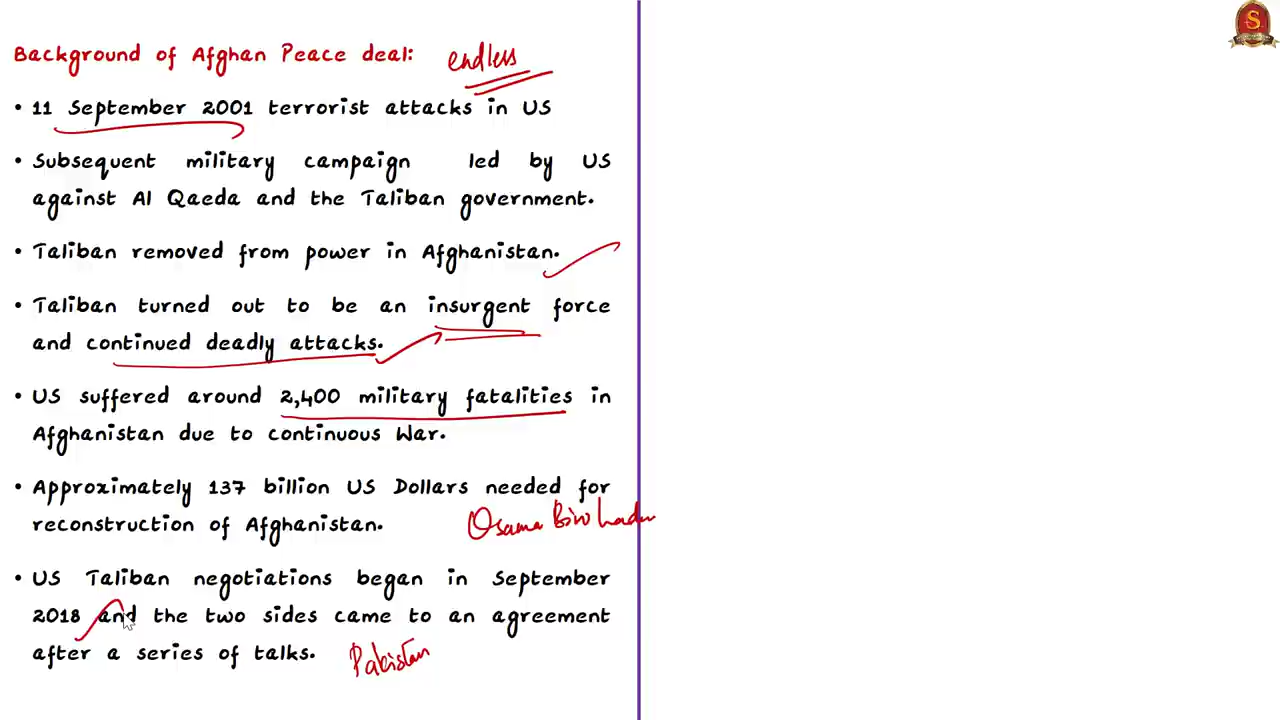 Background of Afghan Peace deal: endless
• 11 September 2001 terrorist attacks in US
• Subsequent military campaign led by US
against Al Qaeda and the Taliban government.
• Taliban removed from power in Afghanistan.
• Taliban turned out to be an insurgent force
and continued deadly attacks.
• US suffered around 2,400 military fatalities in
Afghanistan due to continuous War.
• Approximately 137 billion US Dollars needed for
reconstruction of Afghanistan.
Osama Bin Laden
• US Taliban negotiations began in September
2018 and the two sides came to an agreement
after a series of talks. Pakistan
S